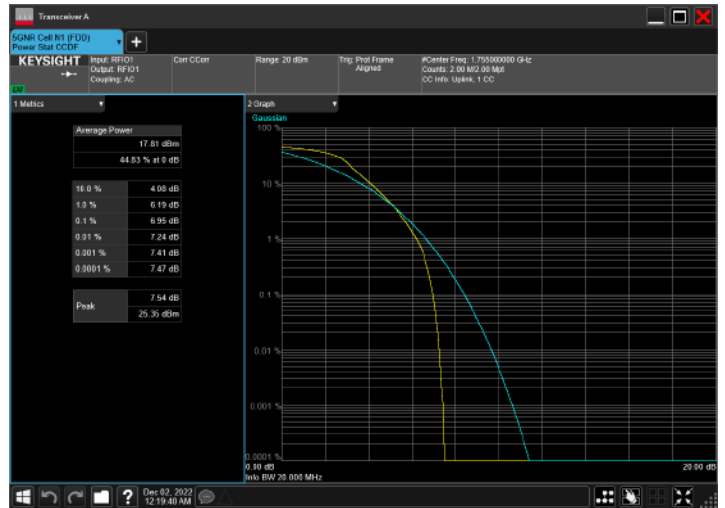 Transceiver A
5GNR Cell N1 (FDD)
Power Stat CCDF
KEYSIGHT
Input: RFIO1
Output: RFIO1
Coupling: AC
Corr CCorr
Range: 20 dBm
Trig: Prot Frame
Aligned
#Center Freq: 1.755000000 GHz
Counts: 2.00 M/2.00 Mpt
CC Info: Uplink, 1 CC
1 Metrics
Average Power
17.81 dBm
44.83 % at 0 dB
10.0 % 4.08 dB
1.0 % 6.19 dB
0.1 % 6.95 dB
0.01 % 7.24 dB
0.001 % 7.41 dB
0.0001 % 7.47 dB
Peak
7.54 dB
25.35 dBm
2 Graph
Gaussian
100 %
10 %
1 %
0.1 %
0.01 %
0.001 %
0.0001 %
0.00 dB
20.00 dB
Info BW 20.000 MHz
Dec 02, 2022
12:19:40 AM